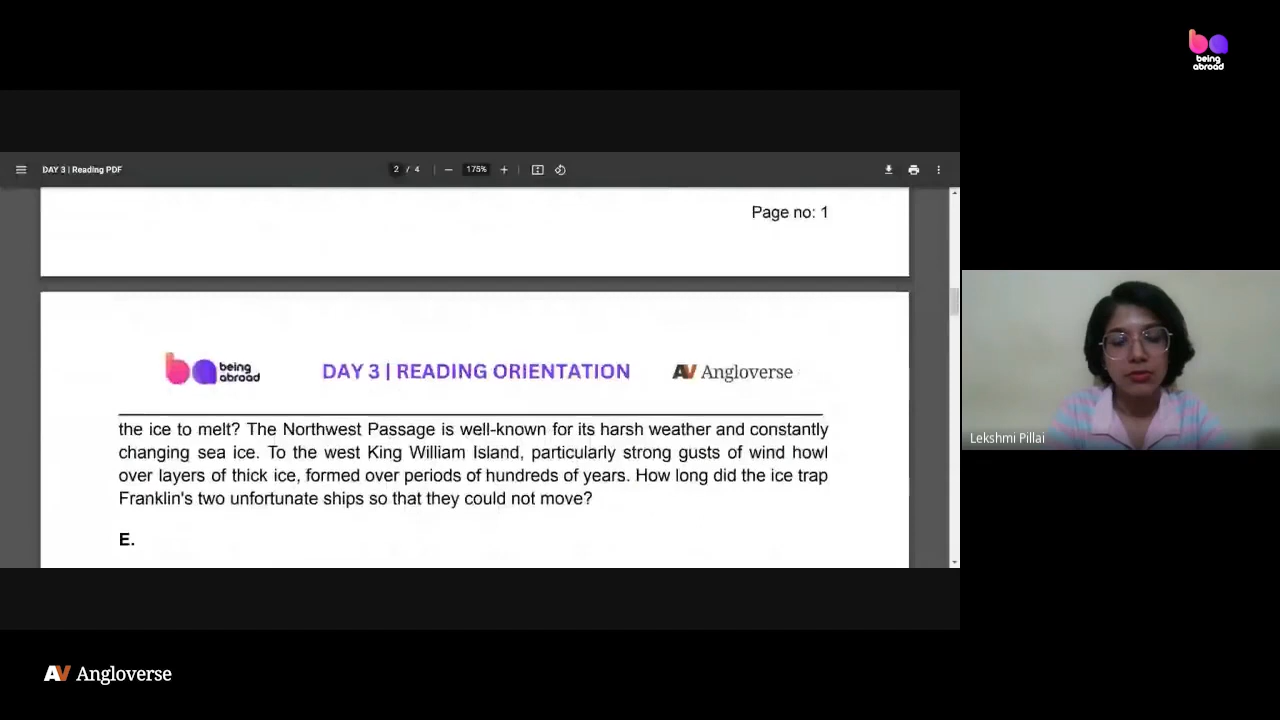 being
abroad
DAY 3 | Reading PDF
2 / 4
175%
Page no: 1
ba being
abroad
DAY 3 | READING ORIENTATION
AV Angloverse
the ice to melt? The Northwest Passage is well-known for its harsh weather and constantly
changing sea ice. To the west King William Island, particularly strong gusts of wind howl
over layers of thick ice, formed over periods of hundreds of years. How long did the ice trap
Franklin's two unfortunate ships so that they could not move?
E.
Lekshmi Pillai
AV Angloverse